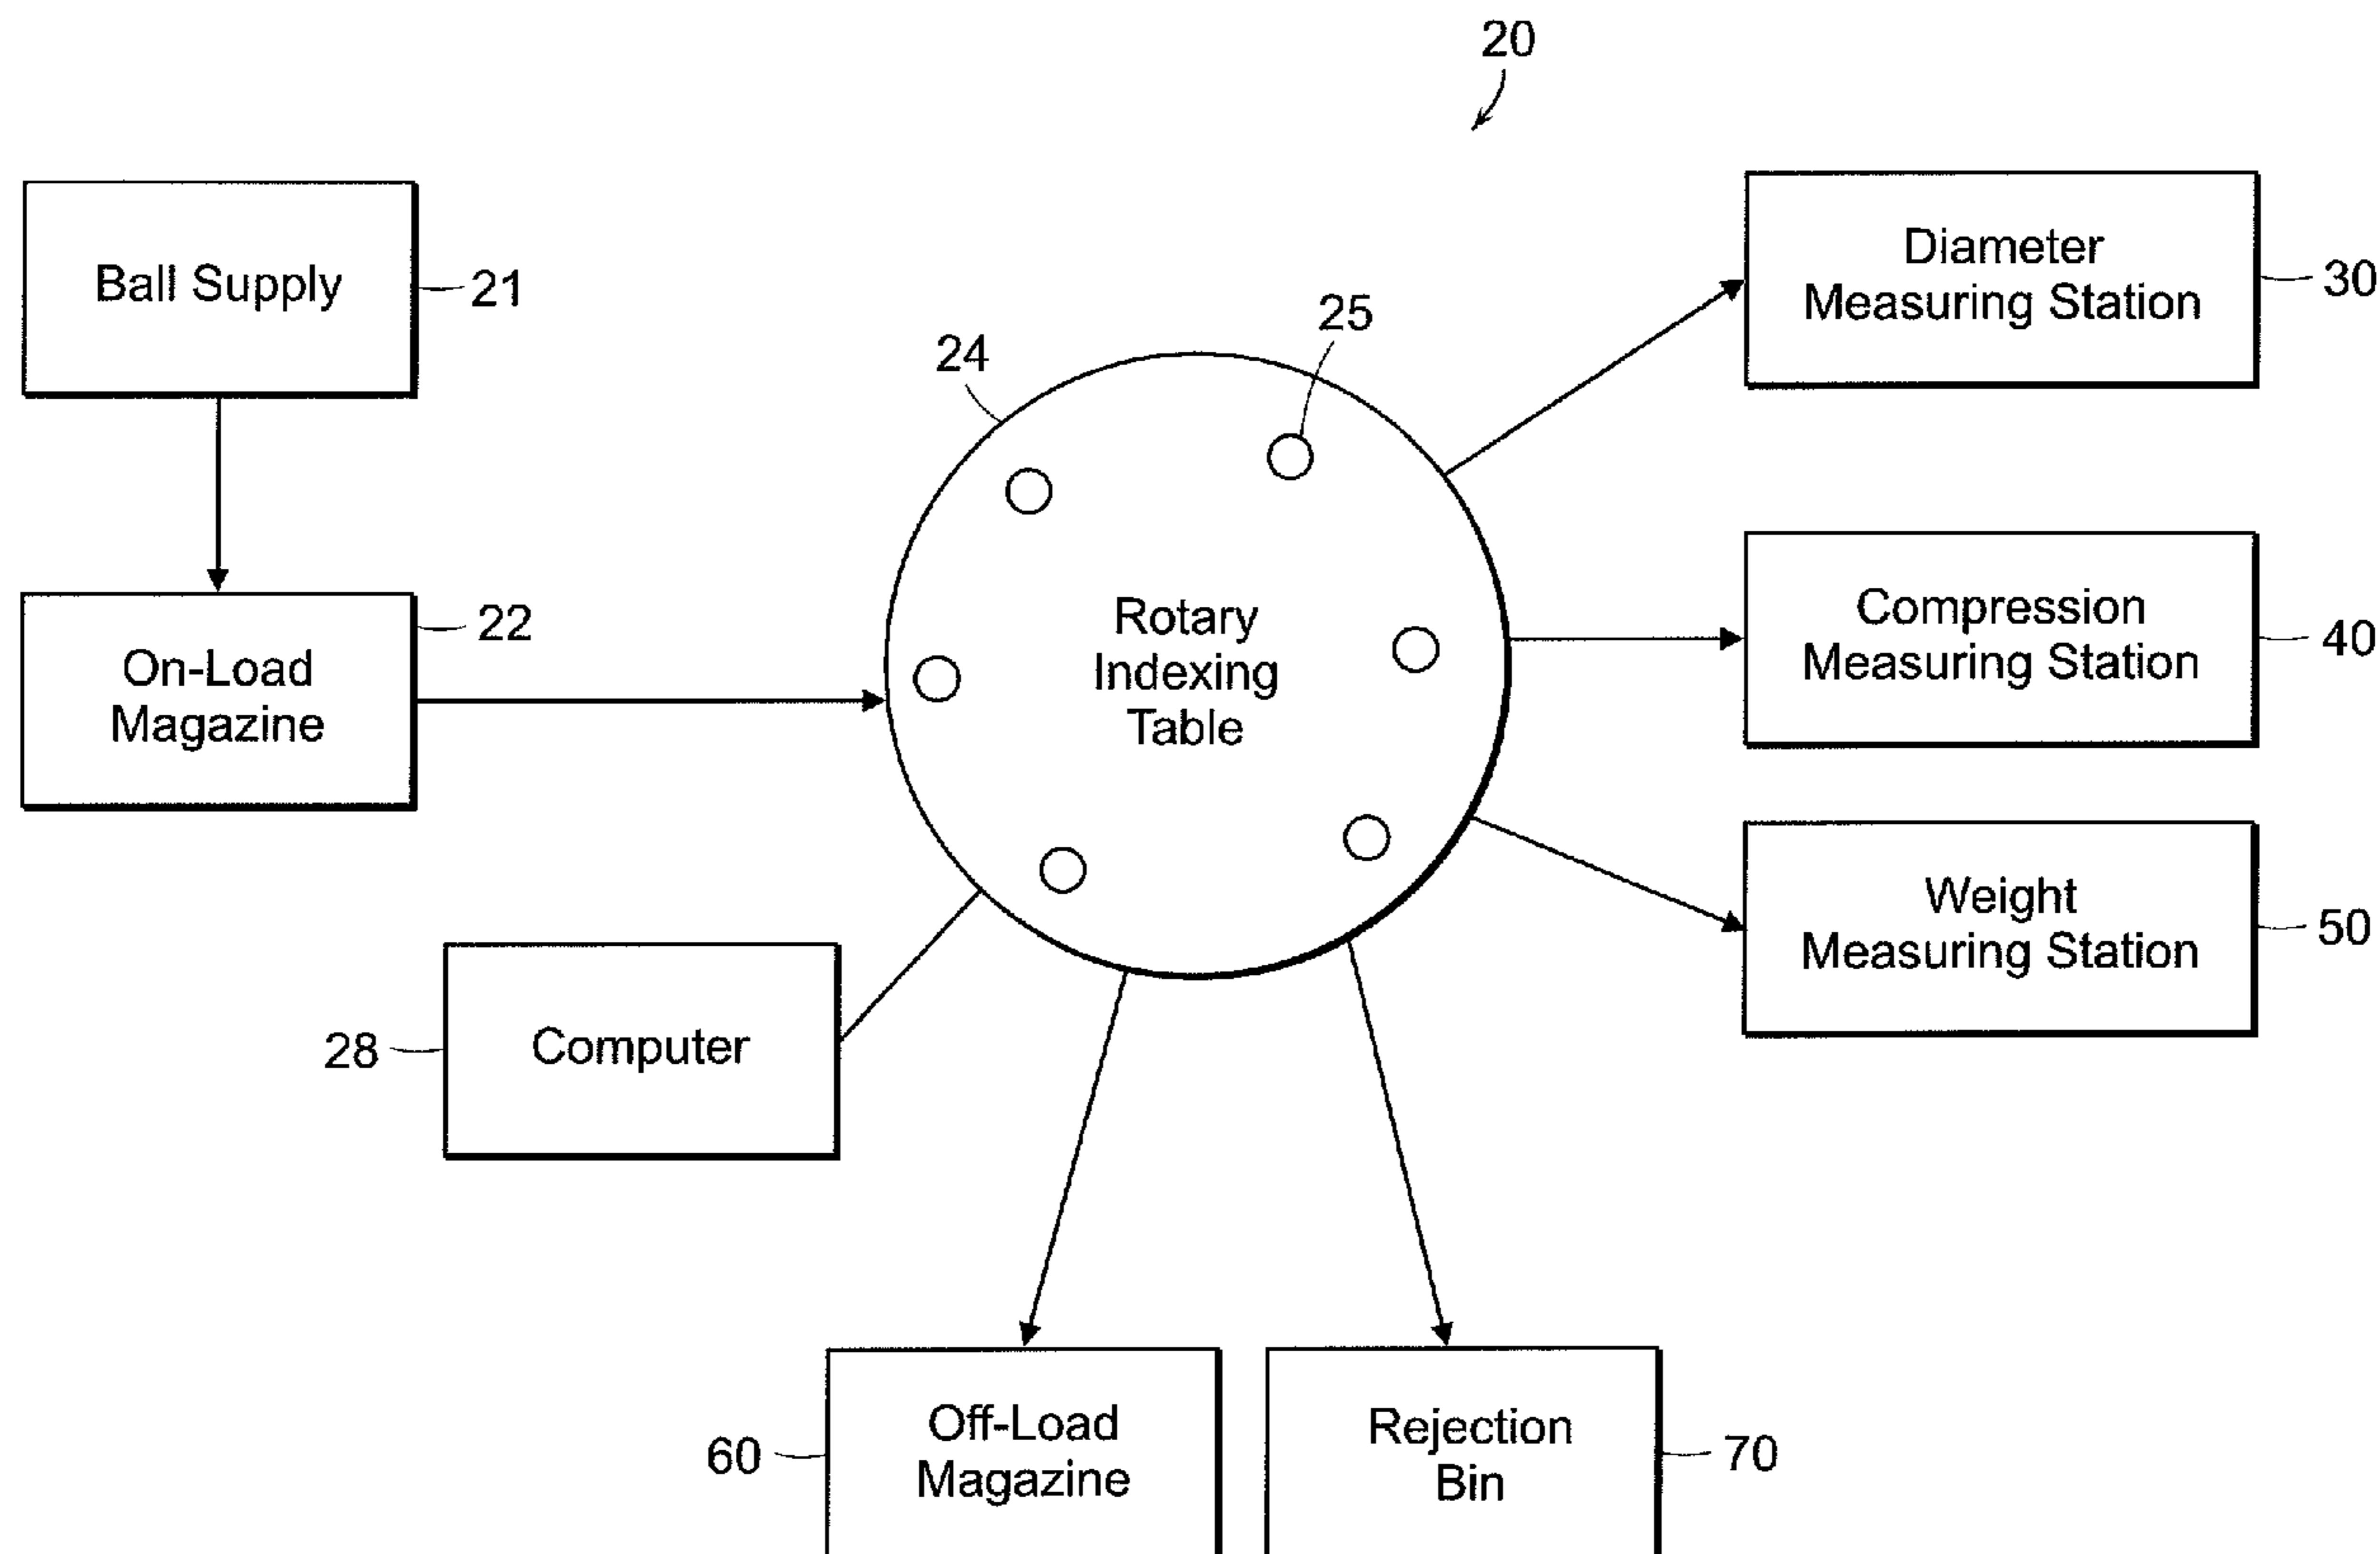 20
Ball Supply
21
Diameter
Measuring Station
30
25
24
On-Load
Magazine
22
Rotary
Indexing
Table
Compression
Measuring Station
40
Weight
Measuring Station
50
Computer
28
Off-Load
Magazine
60
Rejection
Bin
70